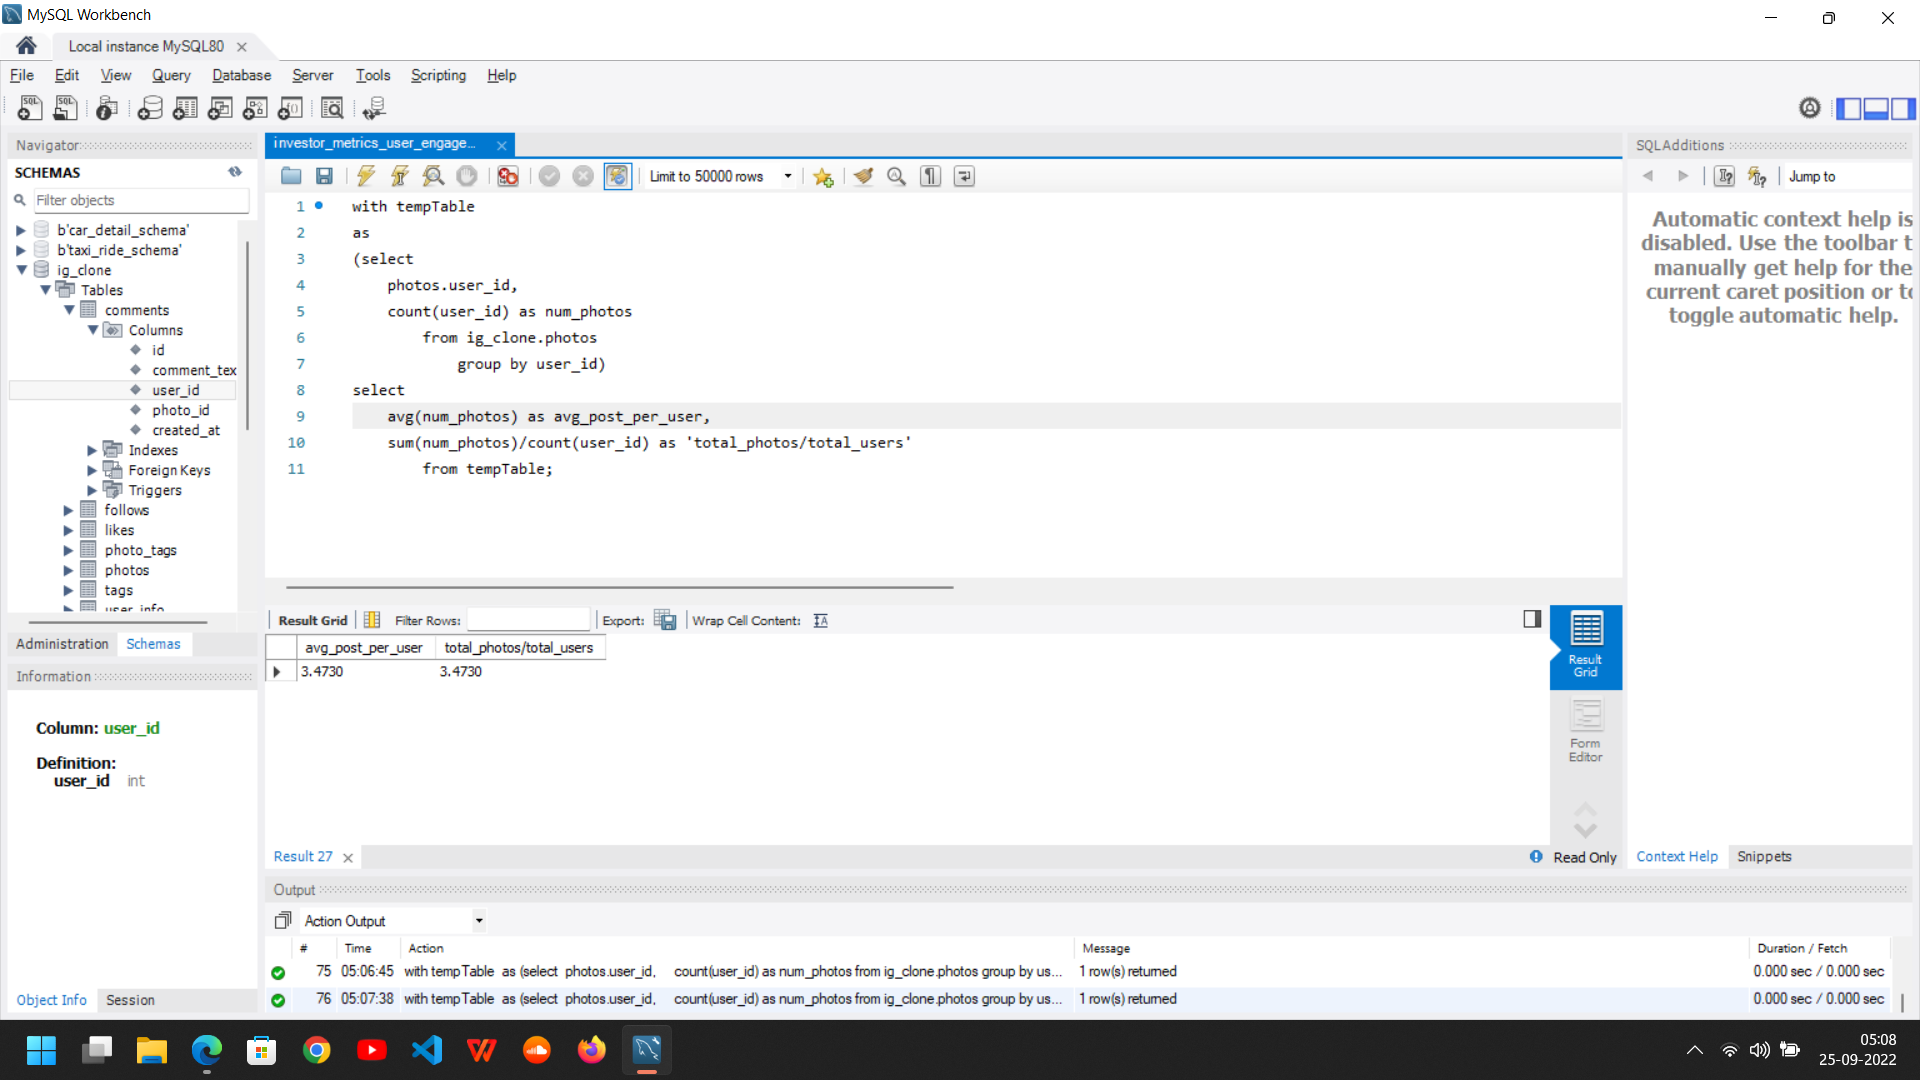 MySQL Workbench
Local instance MySQL80
File Edit View Query Database Server Tools Scripting Help
Navigator
SCHEMAS
Filter objects
b'car_detail_schema'
b'taxi_ride_schema'
ig_clone
Tables
comments
Columns
id
comment_tex
user_id
photo_id
created_at
Indexes
Foreign Keys
Triggers
follows
likes
photo_tags
photos
tags
user_info
Administration Schemas
Information
Column: user_id
Definition:
user_id int
Object Info Session
investor_metrics_user_engage...
Limit to 50000 rows
1 with tempTable
2 as
3 (select
4 photos.user_id,
5 count(user_id) as num_photos
6 from ig_clone.photos
7 group by user_id)
8 select
9 avg(num_photos) as avg_post_per_user,
10 sum(num_photos)/count(user_id) as 'total_photos/total_users'
11 from tempTable;
Result Grid Filter Rows: Export: Wrap Cell Content:
avg_post_per_user total_photos/total_users
3.4730 3.4730
Result
Grid
Form
Editor
Result 27
Read Only
SQLAdditions
Jump to
Automatic context help is
disabled. Use the toolbar t
manually get help for the
current caret position or to
toggle automatic help.
Context Help Snippets
Output
Action Output
# Time Action Message Duration / Fetch
75 05:06:45 with tempTable as (select photos.user_id, count(user_id) as num_photos from ig_clone.photos group by us... 1 row(s) returned 0.000 sec / 0.000 sec
76 05:07:38 with tempTable as (select photos.user_id, count(user_id) as num_photos from ig_clone.photos group by us... 1 row(s) returned 0.000 sec / 0.000 sec
05:08
25-09-2022